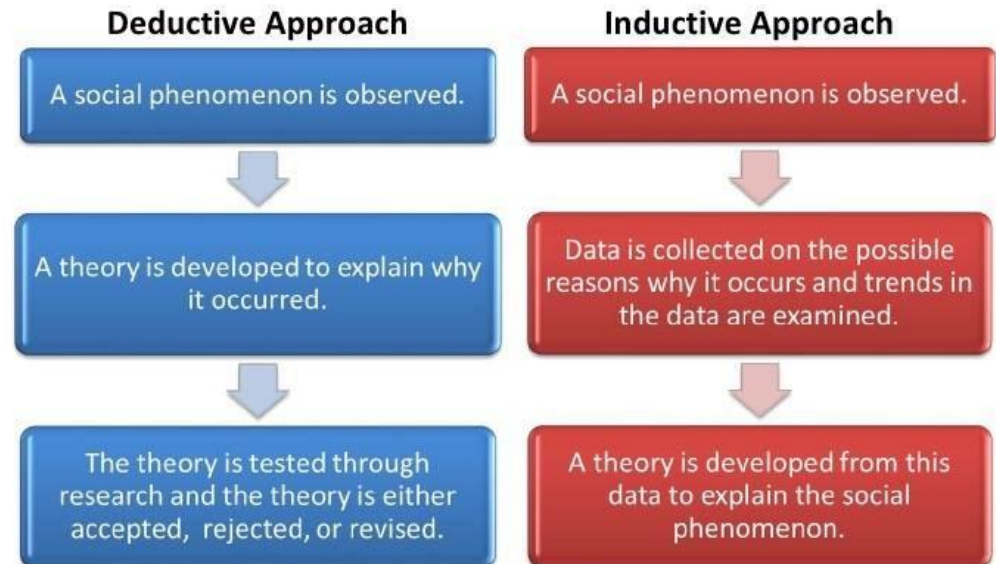 Deductive Approach
A social phenomenon is observed.
A theory is developed to explain why
it occurred.
The theory is tested through
research and the theory is either
accepted, rejected, or revised.
Inductive Approach
A social phenomenon is observed.
Data is collected on the possible
reasons why it occurs and trends in
the data are examined.
A theory is developed from this
data to explain the social
phenomenon.